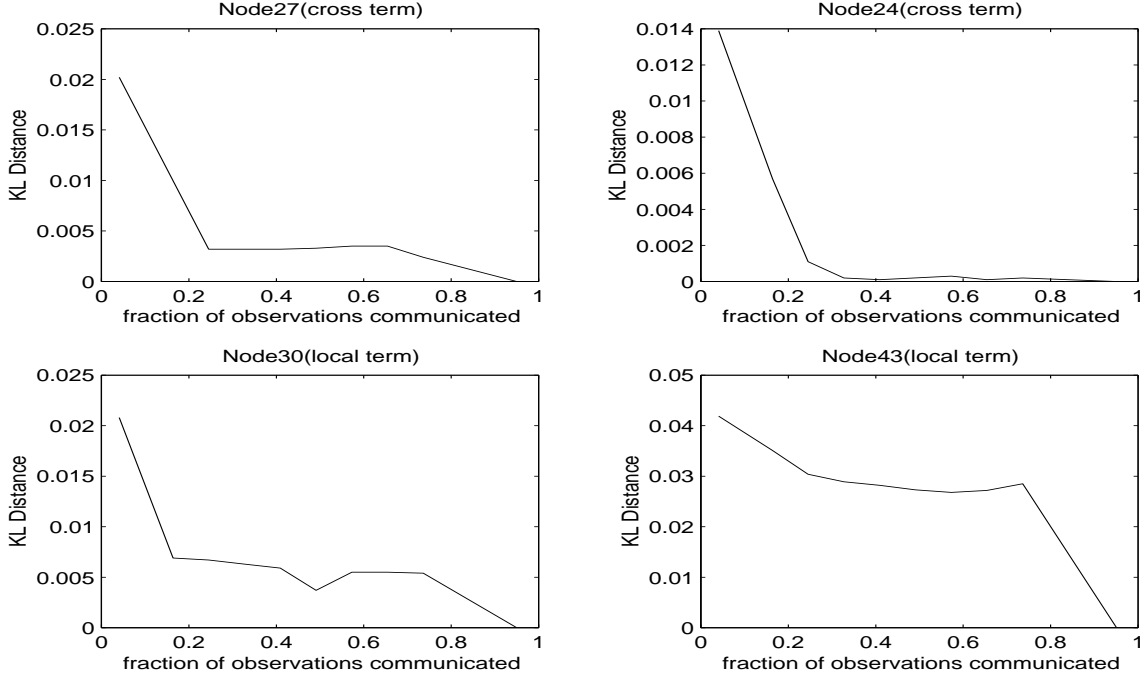 Node27(cross term)
0.025
0.02
0.015
0.01
0.005
0
KL Distance
0 0.2 0.4 0.6 0.8 1
fraction of observations communicated
Node24(cross term)
0.014
0.012
0.01
0.008
0.006
0.004
0.002
0
KL Distance
0 0.2 0.4 0.6 0.8 1
fraction of observations communicated
Node30(local term)
0.025
0.02
0.015
0.01
0.005
0
KL Distance
0 0.2 0.4 0.6 0.8 1
fraction of observations communicated
Node43(local term)
0.05
0.04
0.03
0.02
0.01
0
KL Distance
0 0.2 0.4 0.6 0.8 1
fraction of observations communicated